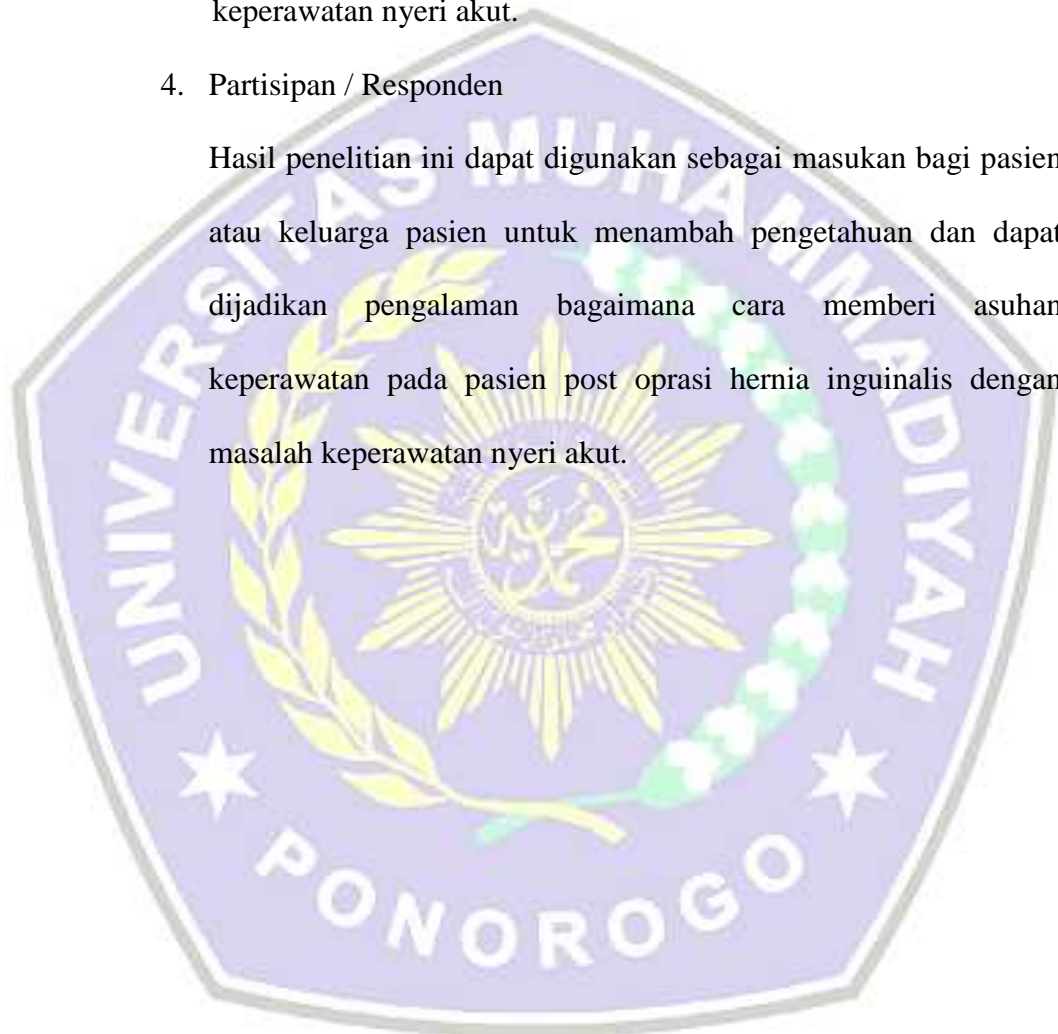 keperawatan nyeri akut.
4. Partisipan / Responden
Hasil penelitian ini dapat digunakan sebagai masukan bagi pasien
atau keluarga pasien untuk menambah pengetahuan dan dapat
dijadikan pengalaman bagaimana cara memberi asuhan
keperawatan pada pasien post oprasi hernia inguinalis dengan
masalah keperawatan nyeri akut.
UNIVERSITAS MUHAMMADIYAH
PONOROGO